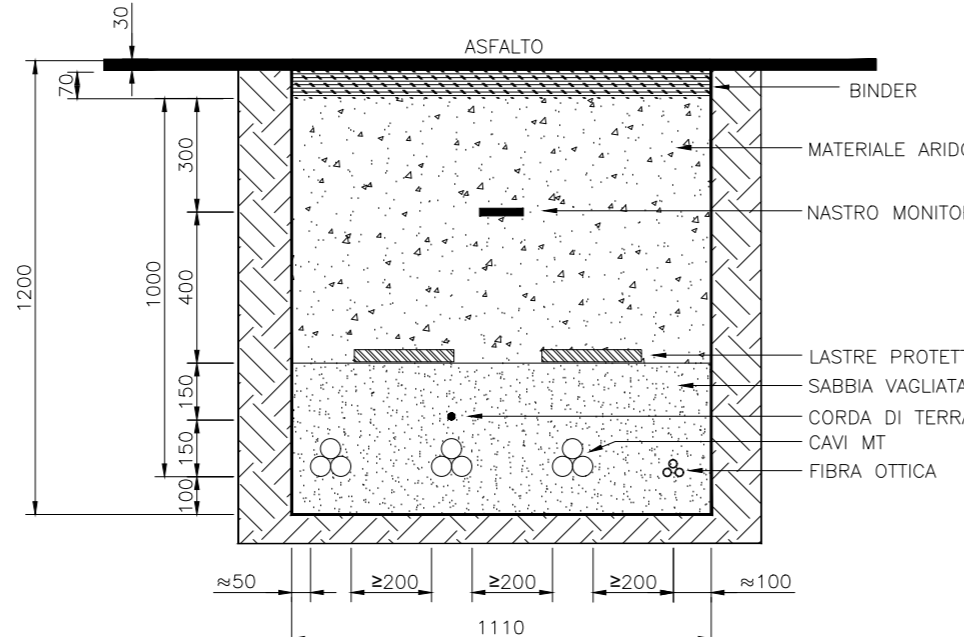 30
ASFALTO
70
BINDER
300
MATERIALE ARIDO
NASTRO MONITOR
1200
1000
400
LASTRE PROTETT
150
SABBIA VAGLIATA
CORDA DI TERRA
150
CAVI MT
FIBRA OTTICA
100
≈50
≥200
≥200
≥200
≈100
1110